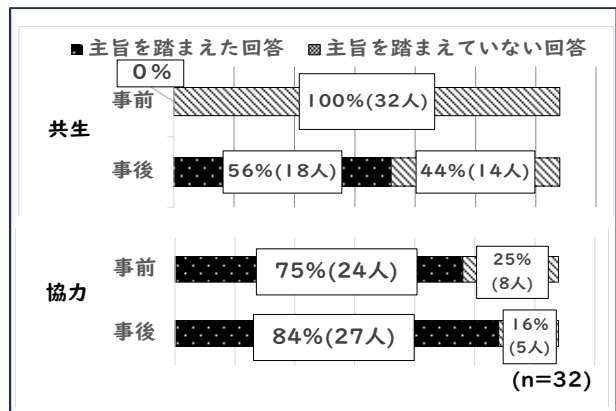 ■主旨を踏まえた回答 ▨主旨を踏まえていない回答
0%
事前
100%(32人)
共生
事後
56%(18人)
44%(14人)
事前
75%(24人)
25%
(8人)
協力
事後
84%(27人)
16%
(5人)
(n=32)